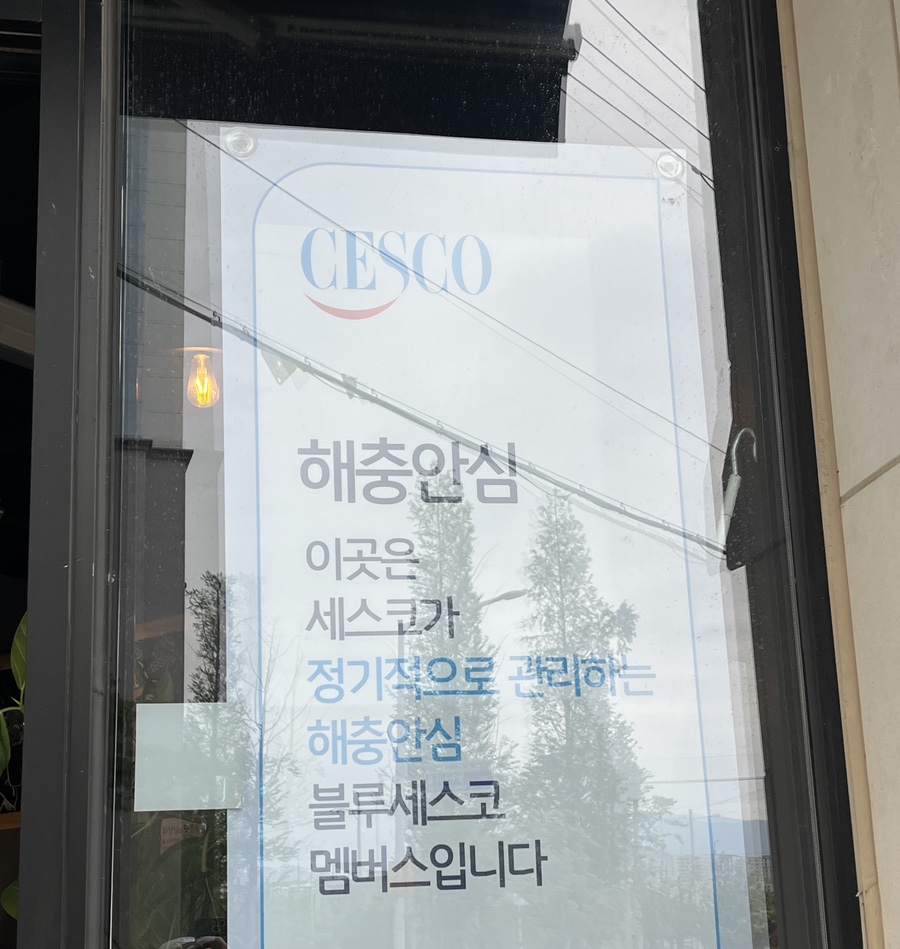 CESCO
해충안심
이곳은
세스코가
정기적으로 관리하는
해충안심
블루세스코
멤버스입니다